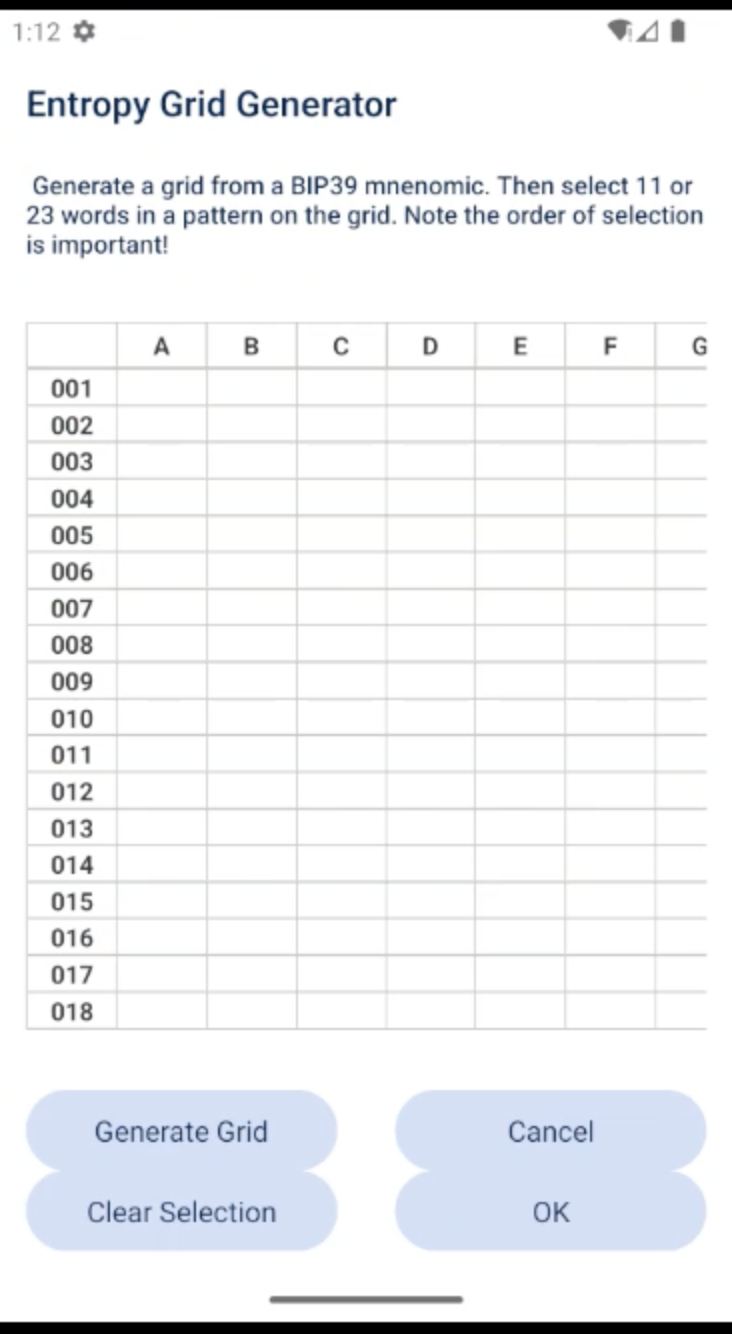 1:12
Entropy Grid Generator
Generate a grid from a BIP39 mnenomic. Then select 11 or
23 words in a pattern on the grid. Note the order of selection
is important!
A B C D E F G
001
002
003
004
005
006
007
008
009
010
011
012
013
014
015
016
017
018
Generate Grid Cancel
Clear Selection OK